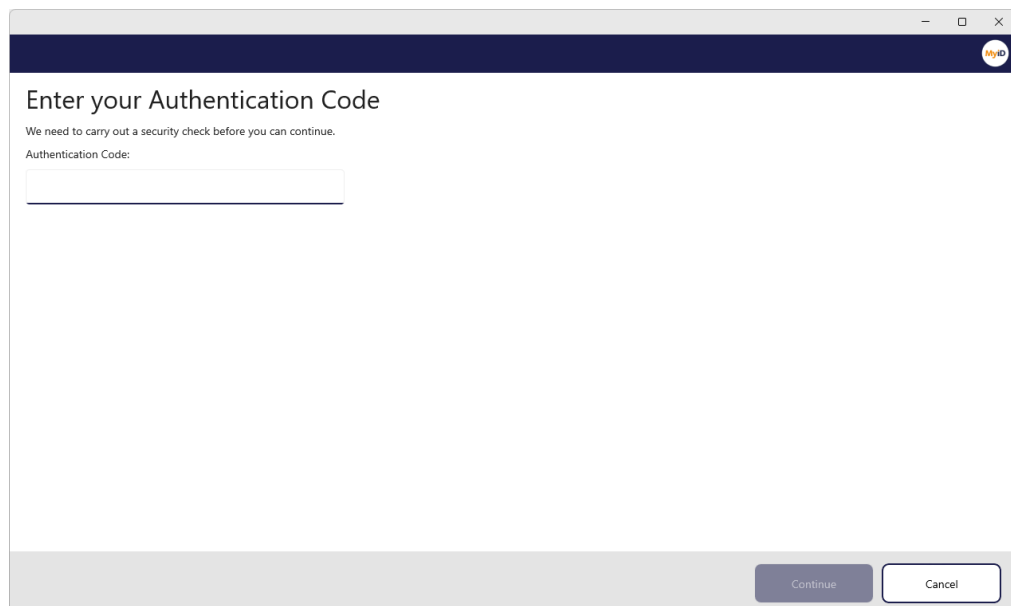 MyID
Enter your Authentication Code
We need to carry out a security check before you can continue.
Authentication Code:
Continue
Cancel